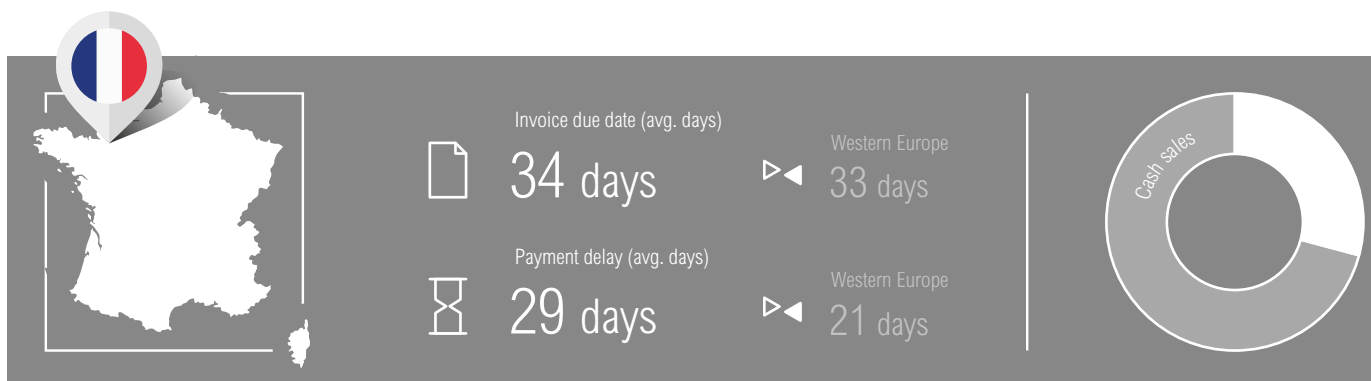 Invoice due date (avg. days)
34 days
Western Europe
33 days
Payment delay (avg. days)
29 days
Western Europe
21 days
Cash sales